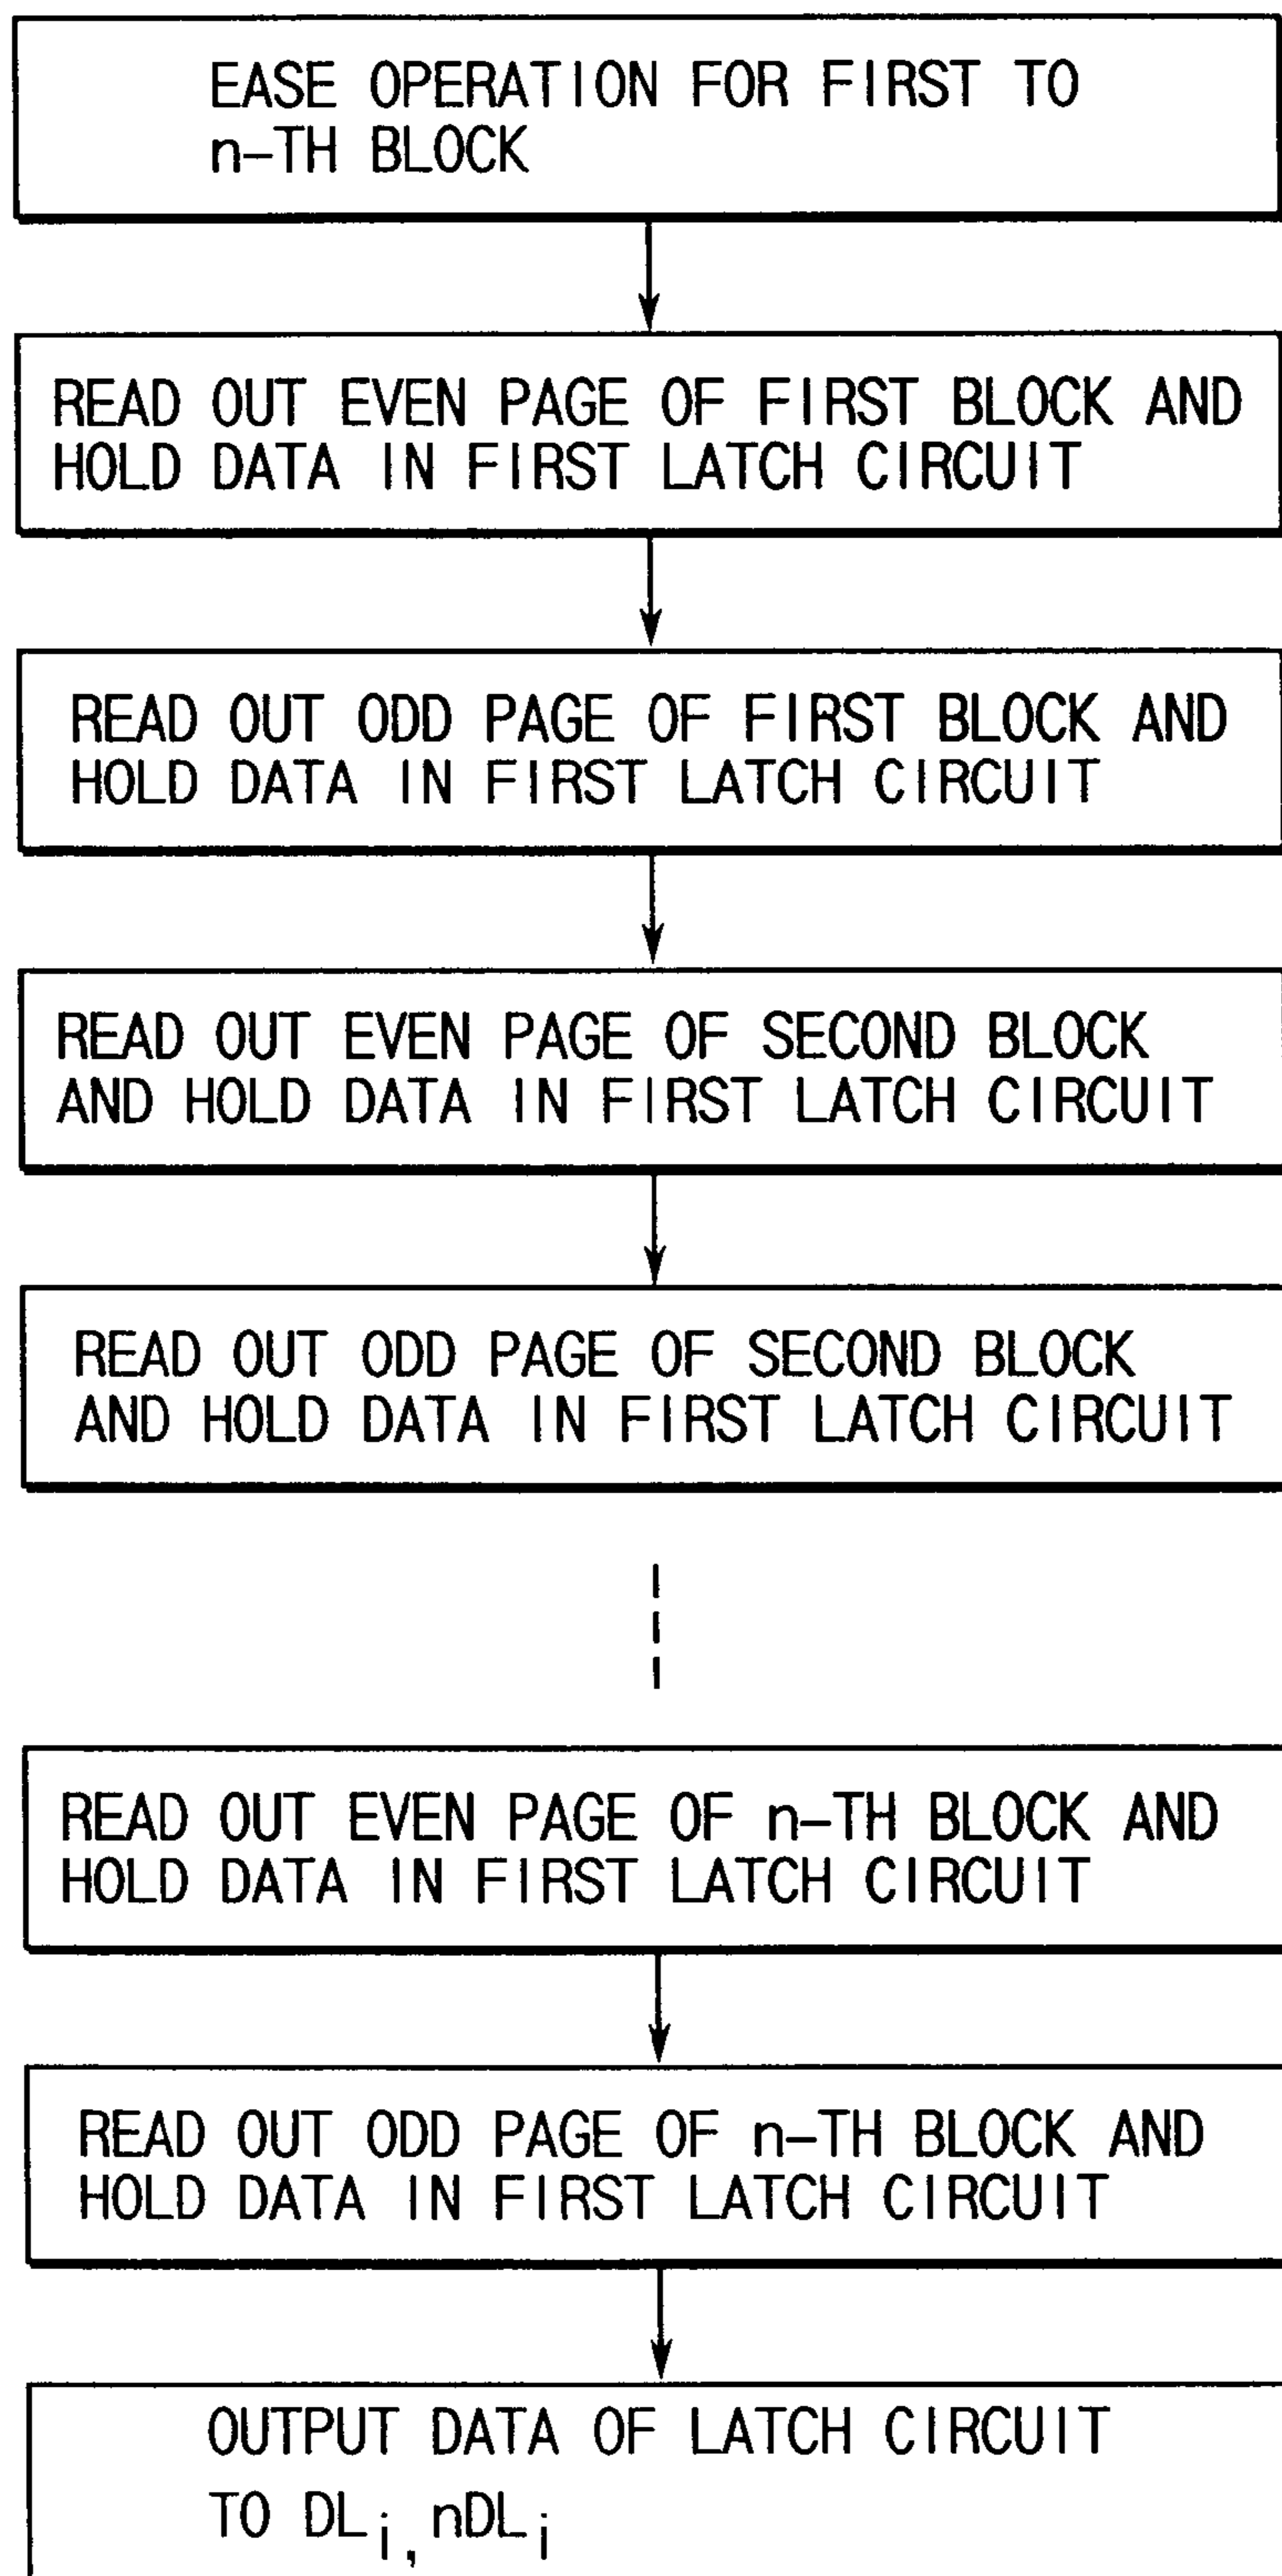 EASE OPERATION FOR FIRST TO
n-TH BLOCK
READ OUT EVEN PAGE OF FIRST BLOCK AND
HOLD DATA IN FIRST LATCH CIRCUIT
READ OUT ODD PAGE OF FIRST BLOCK AND
HOLD DATA IN FIRST LATCH CIRCUIT
READ OUT EVEN PAGE OF SECOND BLOCK
AND HOLD DATA IN FIRST LATCH CIRCUIT
READ OUT ODD PAGE OF SECOND BLOCK
AND HOLD DATA IN FIRST LATCH CIRCUIT
READ OUT EVEN PAGE OF n-TH BLOCK AND
HOLD DATA IN FIRST LATCH CIRCUIT
READ OUT ODD PAGE OF n-TH BLOCK AND
HOLD DATA IN FIRST LATCH CIRCUIT
OUTPUT DATA OF LATCH CIRCUIT
TO DLi, nDLi